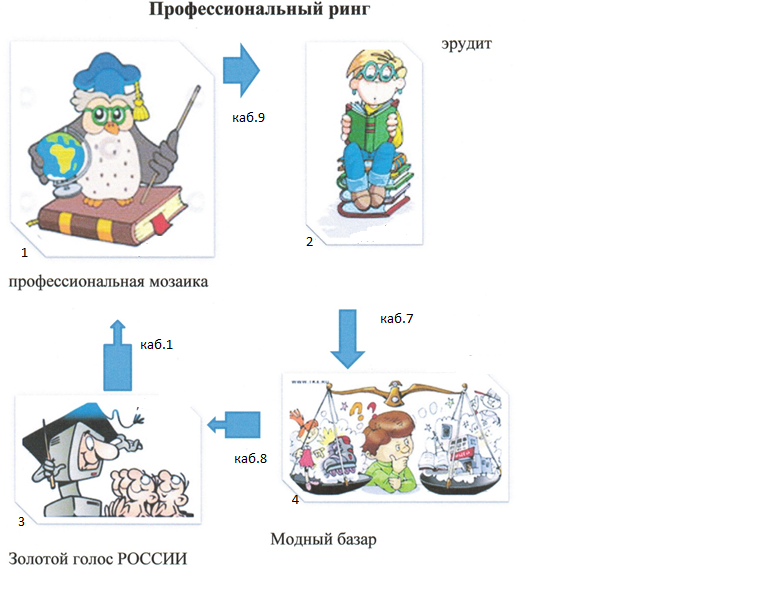 Профессиональный ринг
эрудит
каб.9
1
2
профессиональная мозаика
каб.7
каб.1
каб.8
4
3
Модный базар
Золотой голос РОССИИ